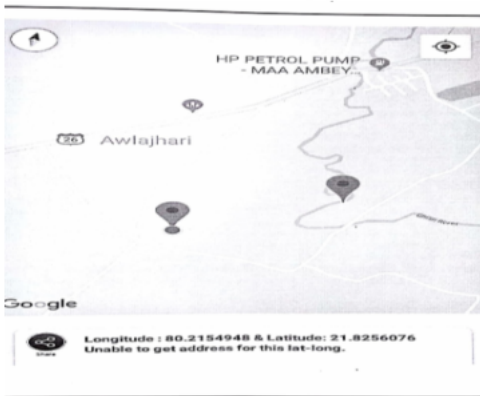 HP PETROL PUMP
- MAA AMBEY
26
Awlajhari
Google
Longitude : 80.2154948 & Latitude: 21.8256076
Unable to get address for this lat-long.
Share